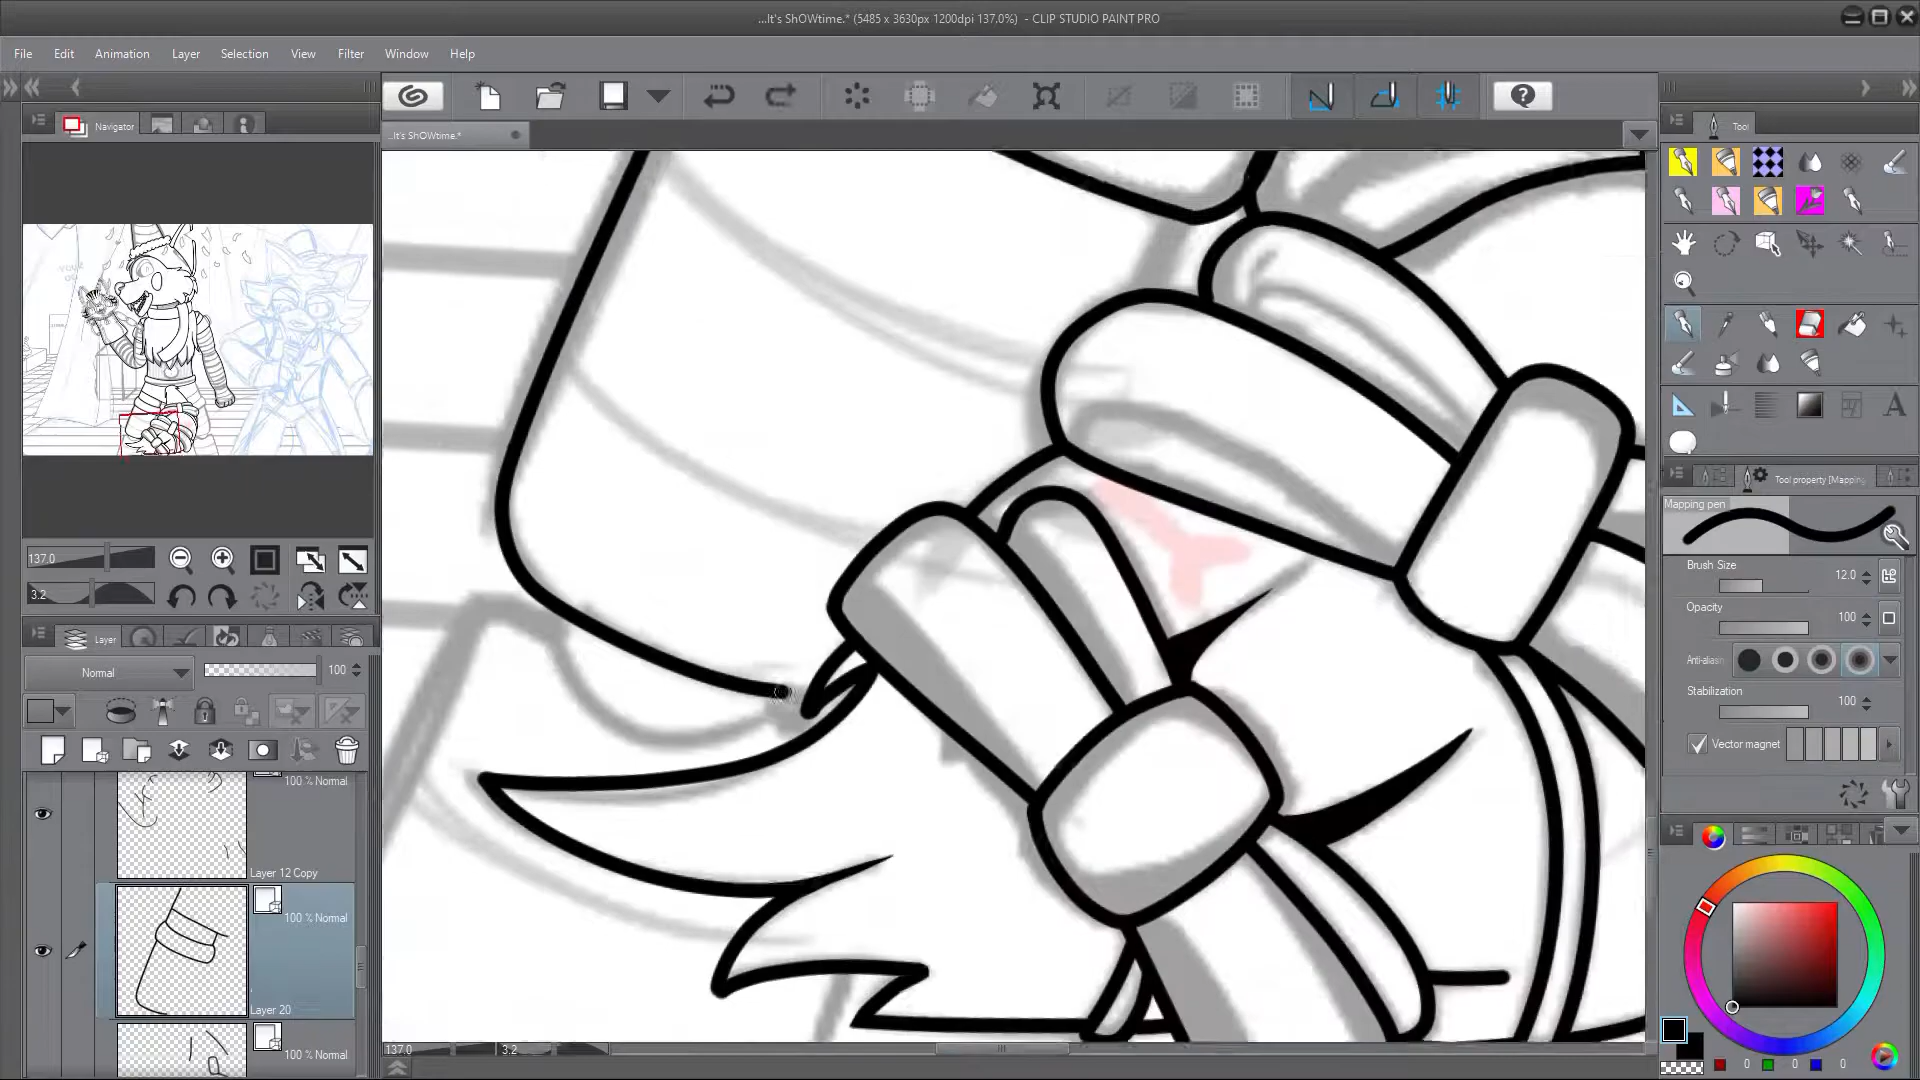 ...It's ShOWtime.* (5485 x 3630px 1200dpi 137.0%) - CLIP STUDIO PAINT PRO
File Edit Animation Layer Selection View Filter Window Help
Navigator
...It's ShOWtime.*
Tool
137.0
3.2
Layer
Normal
100
100 % Normal
Layer 12 Copy
100 % Normal
Layer 20
100 % Normal
Tool property [Mapping
Mapping pen
Brush Size 12.0
Opacity 100
Anti-aliasin
Stabilization
100
Vector magnet
137.0 3.2
0 0 0